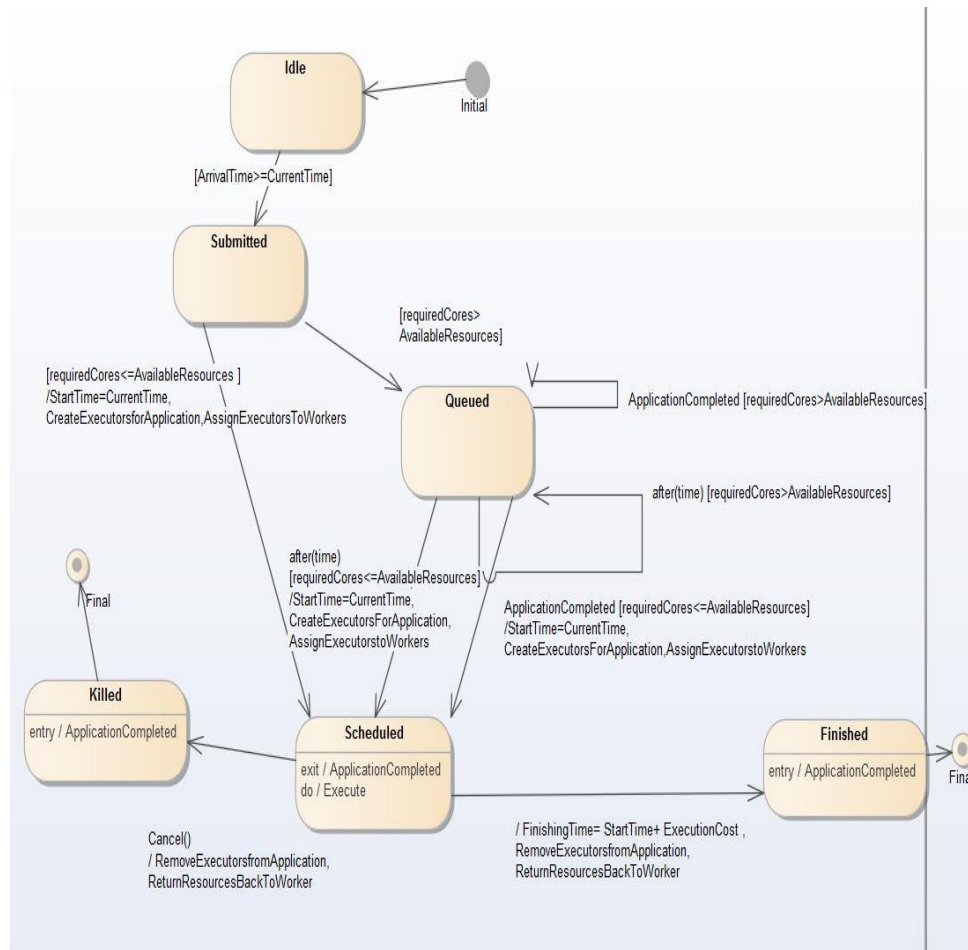 Idle
Initial
[ArrivalTime>=CurrentTime]
Submitted
[requiredCores>
AvailableResources]
[requiredCores<=AvailableResources ]
/StartTime=CurrentTime,
CreateExecutorsforApplication,AssignExecutorsToWorkers
Queued
ApplicationCompleted [requiredCores>AvailableResources]
after(time) [requiredCores>AvailableResources]
after(time)
[requiredCores<=AvailableResources]
/StartTime=CurrentTime,
CreateExecutorsForApplication,
AssignExecutorstoWorkers
ApplicationCompleted [requiredCores<=AvailableResources]
/StartTime=CurrentTime,
CreateExecutorsForApplication,AssignExecutorstoWorkers
Final
Killed
entry / ApplicationCompleted
Scheduled
exit / ApplicationCompleted
do / Execute
Finished
entry / ApplicationCompleted
Final
Cancel()
/ RemoveExecutorsfromApplication,
ReturnResourcesBackToWorker
/ FinishingTime= StartTime+ ExecutionCost ,
RemoveExecutorsfromApplication,
ReturnResourcesBackToWorker